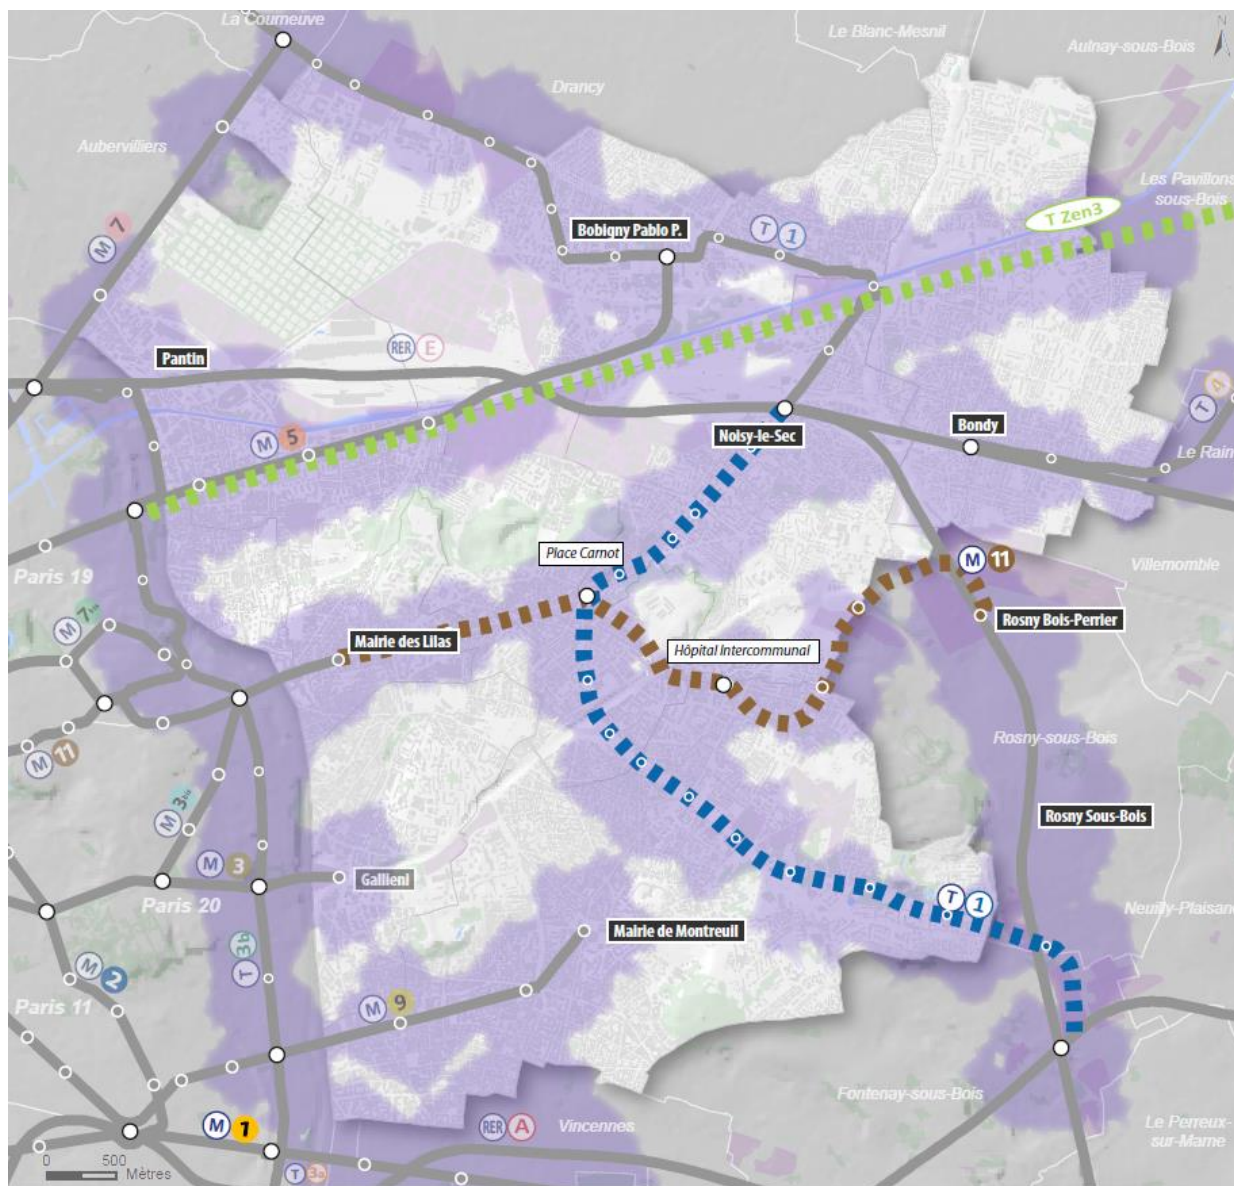 La Courneuve
Le Blanc-Mesnil
N
Aulnay-sous-Bois
Drancy
Aubervilliers
Les Pavillons
sous-Bois
T Zen3
M 7
Bobigny Pablo P.
T 1
RER E
Pantin
T 4
M 5
Noisy-le-Sec
Bondy
Le Rain
Place Carnot
M 11
Paris 19
Villemomble
M 7bis
Mairie des Lilas
Rosny Bois-Perrier
Hôpital Intercommunal
Rosny-sous-Bois
M 11
M 3bis
Rosny Sous-Bois
M 3
Gallieni
Paris 20
Neuilly-Plaisan
T 1
Mairie de Montreuil
T 3b
M 2
M 9
Paris 11
Fontenay-sous-Bois
M 1
RER A
Vincennes
Le Perreux-
sur-Marne
0 500
Mètres
T 3a